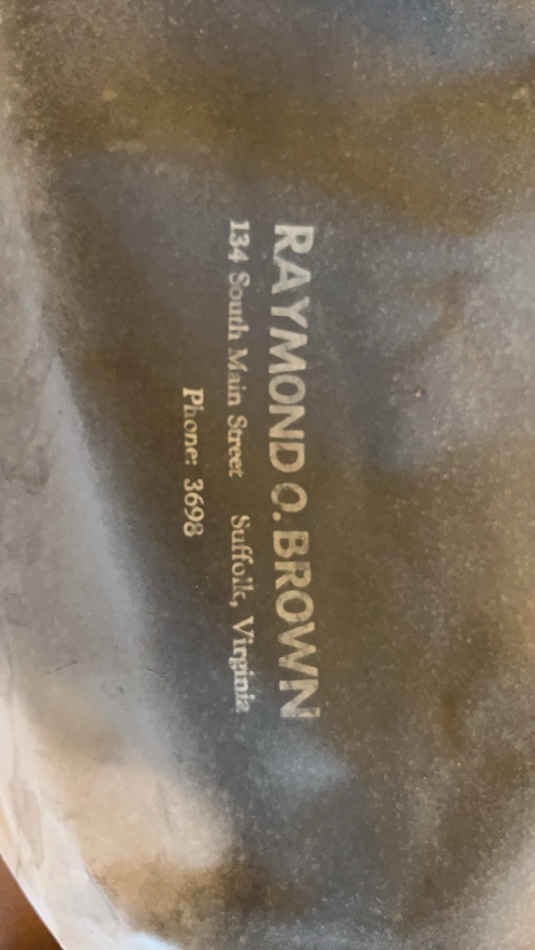 RAYMOND O. BROWN
134 South Main Street Suffolk, Virginia
Phone: 3698